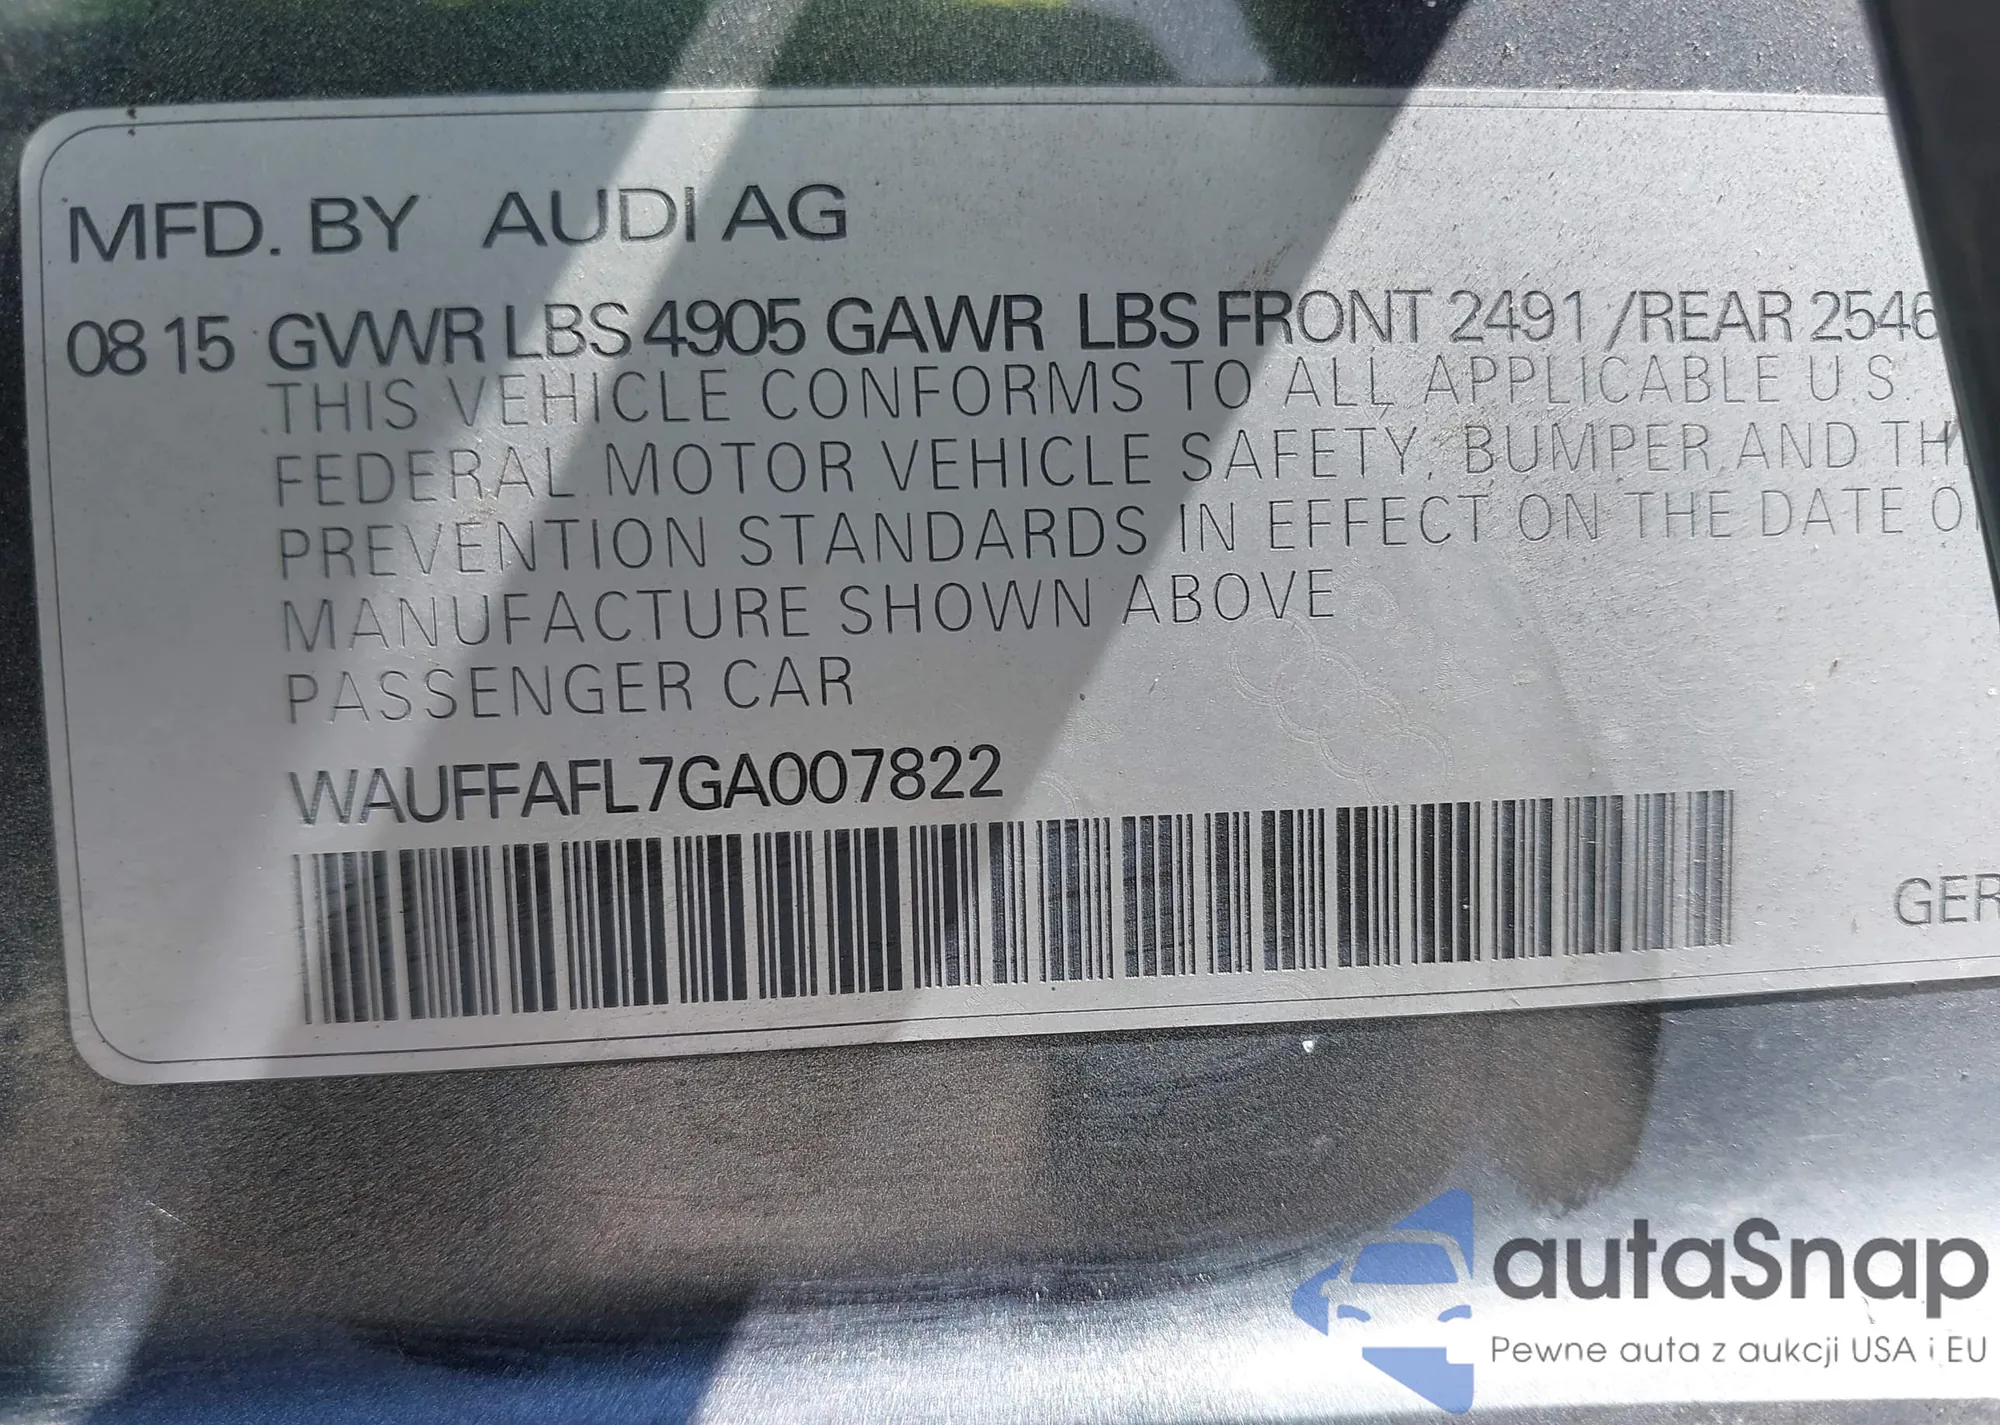 MFD. BY AUDI AG
08 15 GVWR LBS 4905 GAWR LBS FRONT 2491 /REAR 2546
THIS VEHICLE CONFORMS TO ALL APPLICABLE U.S.
FEDERAL MOTOR VEHICLE SAFETY, BUMPER, AND
PREVENTION STANDARDS IN EFFECT ON THE DATE
MANUFACTURE SHOWN ABOVE
PASSENGER CAR
WAUFFAFL7GA007822
GER
autaSnap
Pewne auta z aukcji USA i EU